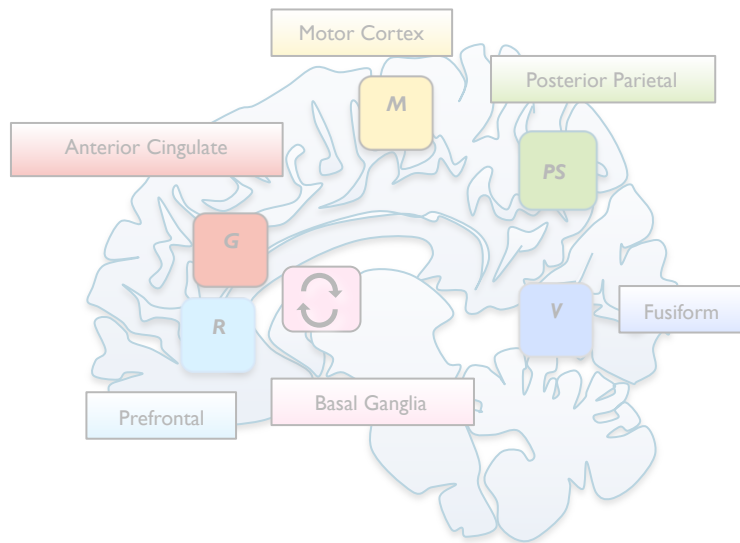 Motor Cortex
Posterior Parietal
M
Anterior Cingulate
PS
G
R
V
Fusiform
Basal Ganglia
Prefrontal